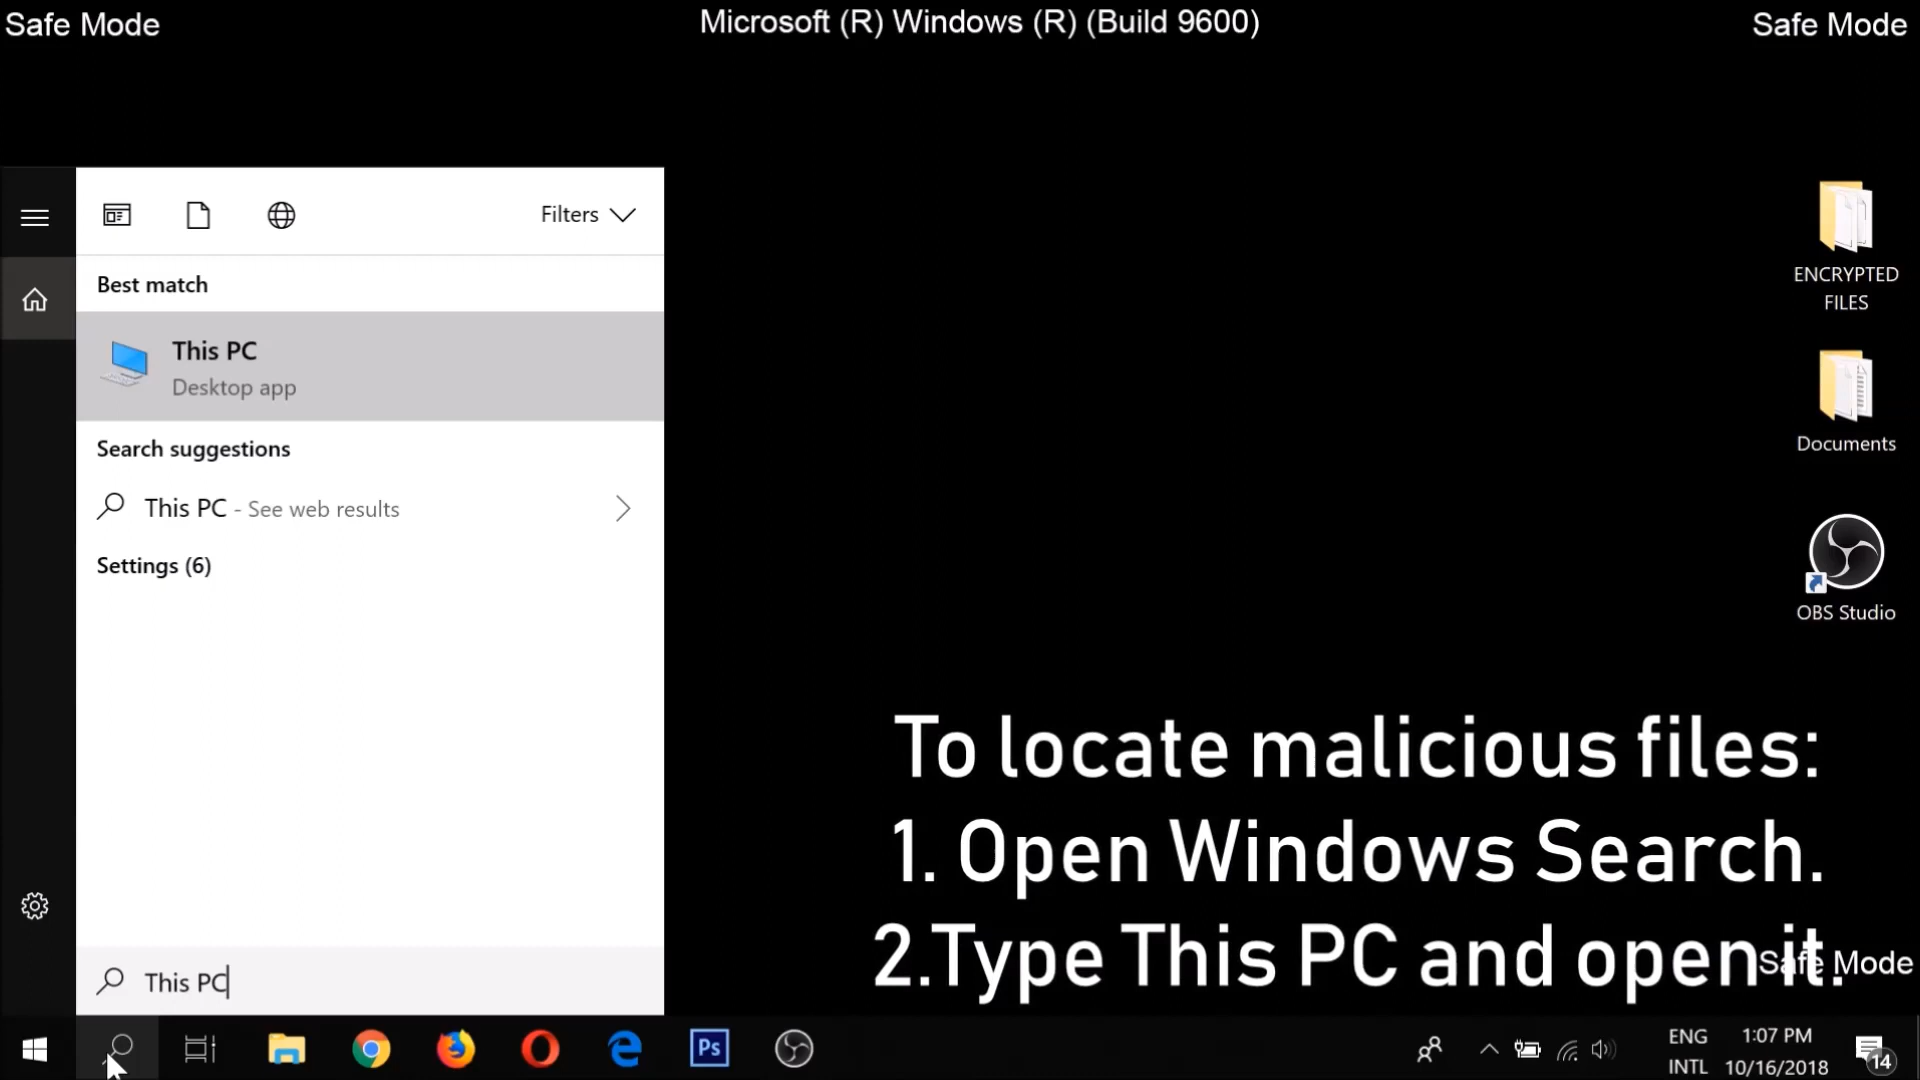 Safe Mode
Microsoft (R) Windows (R) (Build 9600)
Safe Mode
Filters
Best match
This PC
Desktop app
Search suggestions
This PC - See web results
Settings (6)
This PC
ENCRYPTED
FILES
Documents
OBS Studio
To locate malicious files:
1. Open Windows Search.
2.Type This PC and open it.
Safe Mode
Ps
ENG
INTL
1:07 PM
10/16/2018
14